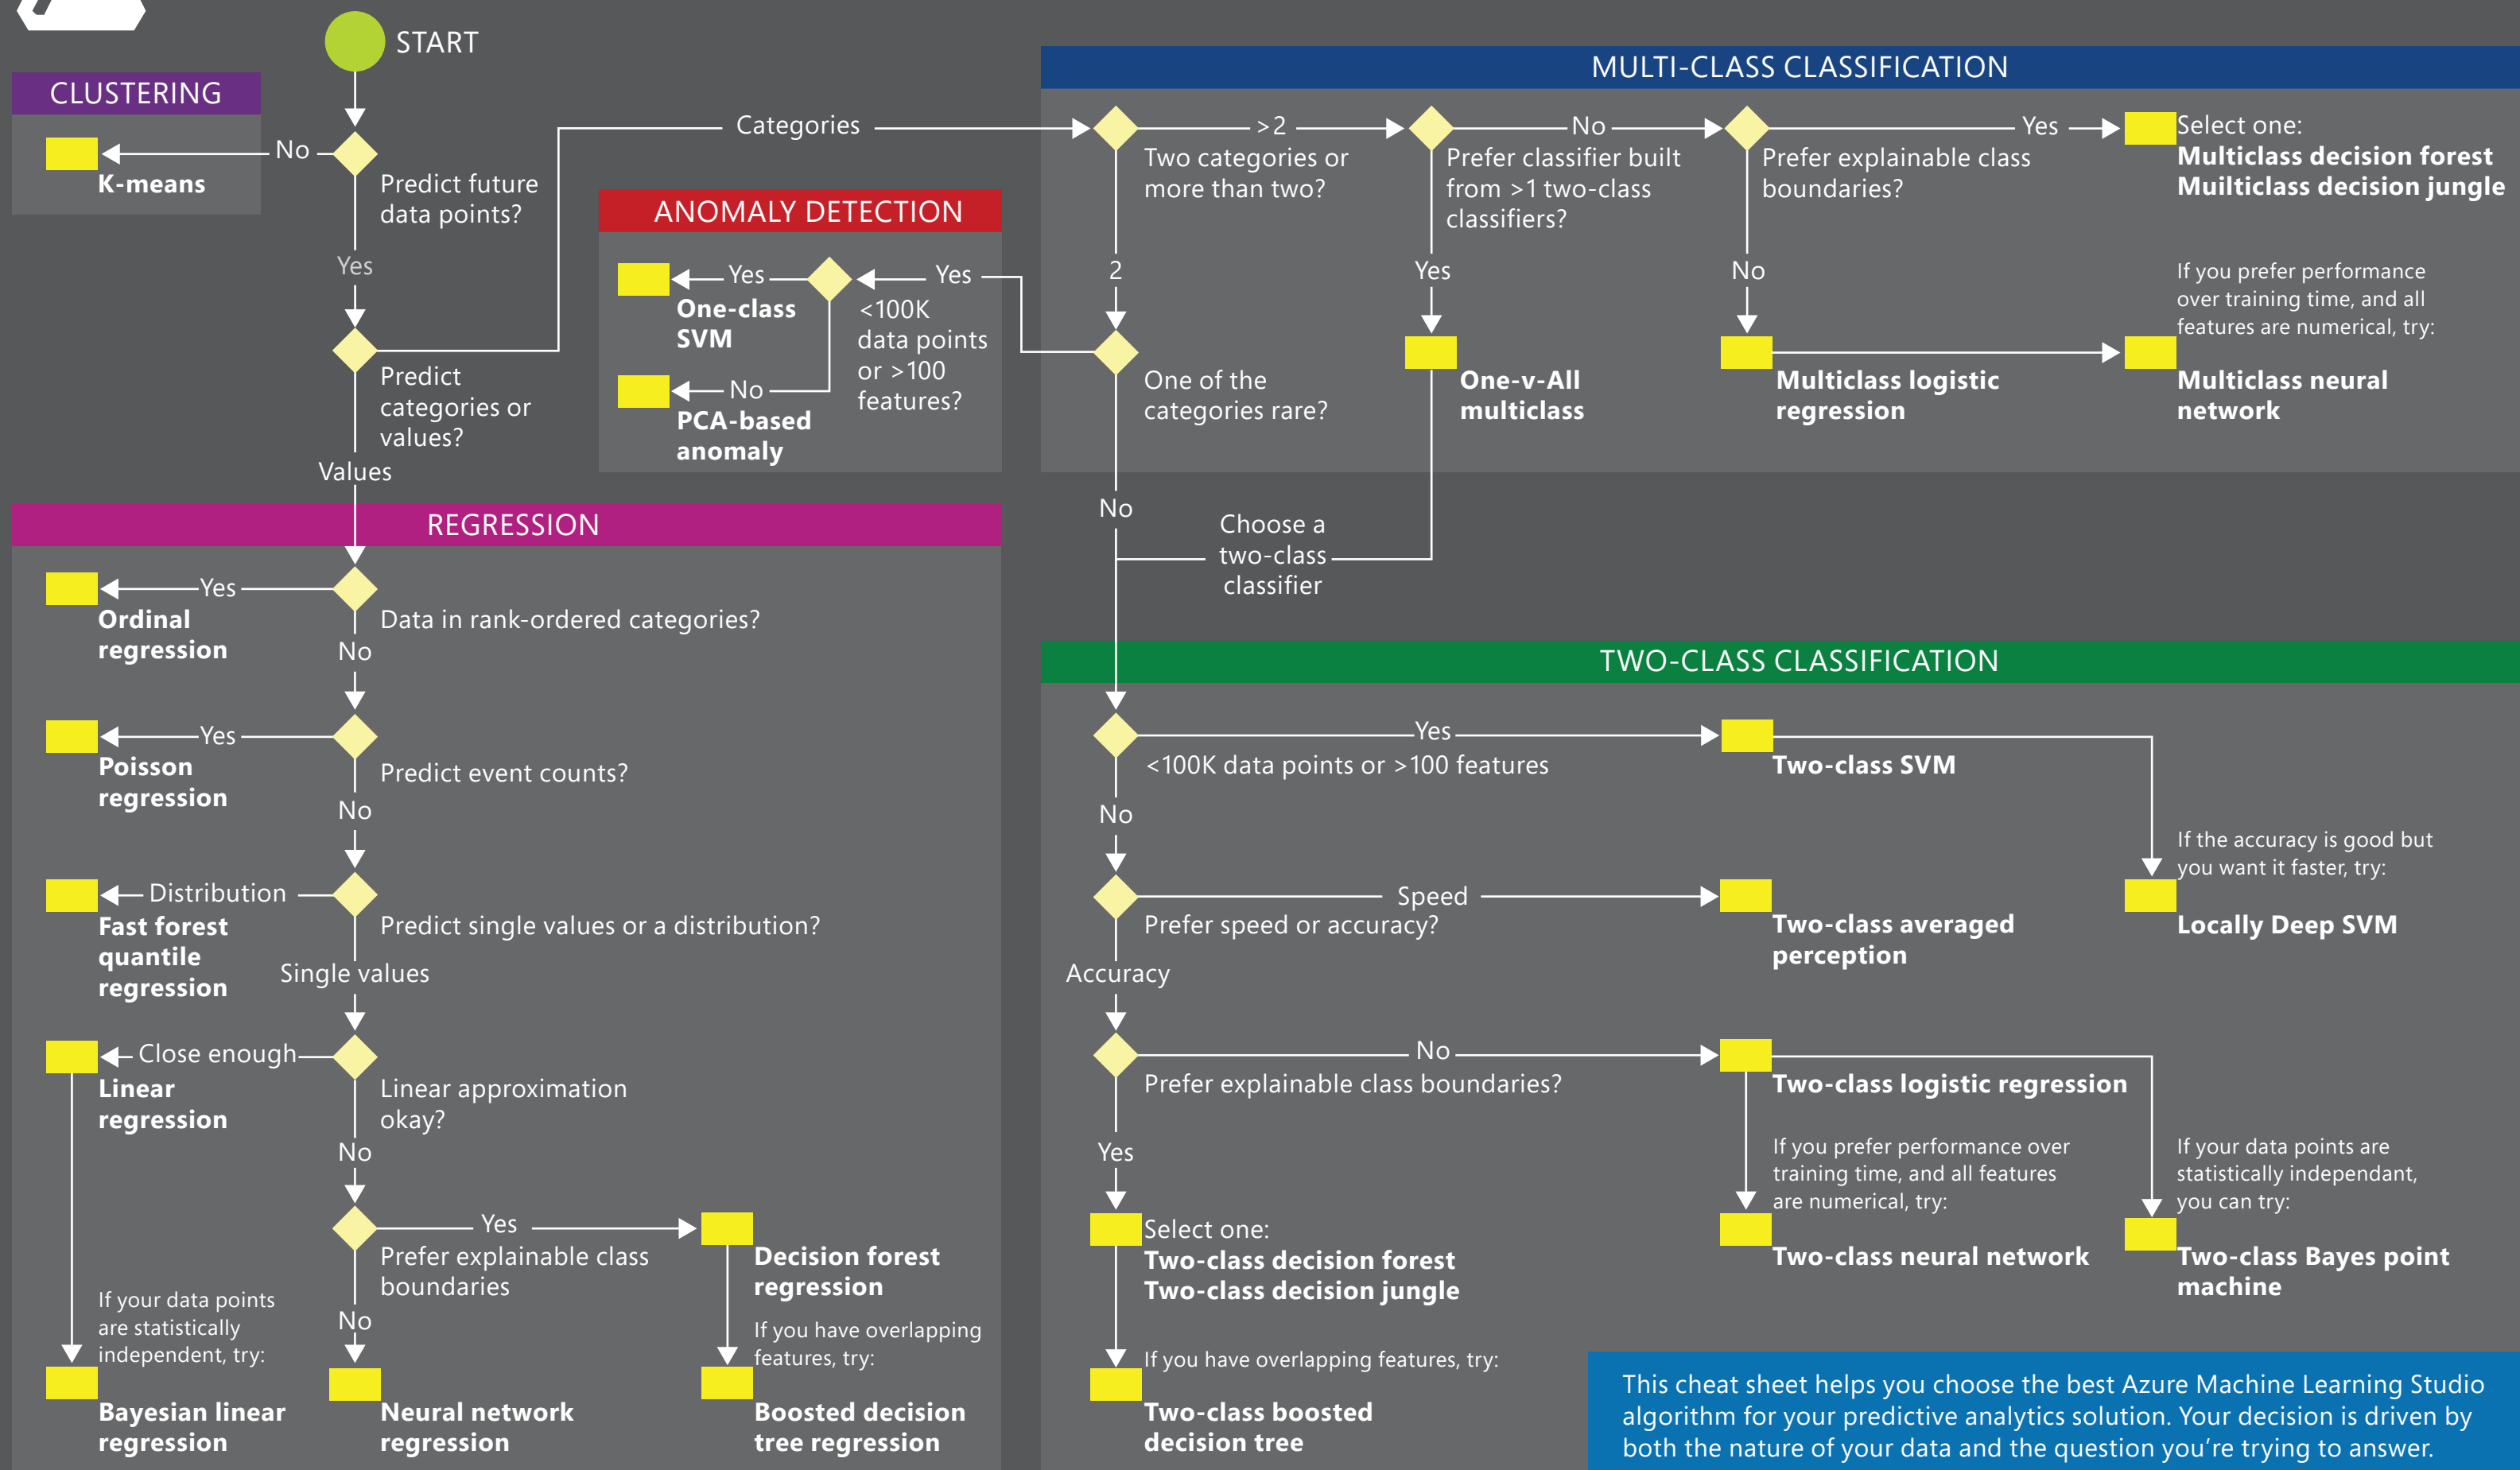 START
CLUSTERING
No
K-means
Predict future
data points?
Yes
Predict
categories or
values?
Categories
Values
ANOMALY DETECTION
Yes
One-class
SVM
Yes
<100K
data points
or >100
features?
No
PCA-based
anomaly
MULTI-CLASS CLASSIFICATION
>2
Two categories or
more than two?
No
Prefer classifier built
from >1 two-class
classifiers?
Prefer explainable class
boundaries?
Yes
Select one:
Multiclass decision forest
Muilticlass decision jungle
2
Yes
No
If you prefer performance
over training time, and all
features are numerical, try:
One of the
categories rare?
One-v-All
multiclass
Multiclass logistic
regression
Multiclass neural
network
No
Choose a
two-class
classifier
REGRESSION
Yes
Ordinal
regression
Data in rank-ordered categories?
No
Yes
Poisson
regression
Predict event counts?
No
Distribution
Fast forest
quantile
regression
Predict single values or a distribution?
Single values
Close enough
Linear
regression
Linear approximation
okay?
No
Yes
Prefer explainable class
boundaries
Decision forest
regression
If your data points
are statistically
independent, try:
No
If you have overlapping
features, try:
Bayesian linear
regression
Neural network
regression
Boosted decision
tree regression
TWO-CLASS CLASSIFICATION
Yes
<100K data points or >100 features
Two-class SVM
No
If the accuracy is good but
you want it faster, try:
Locally Deep SVM
Speed
Prefer speed or accuracy?
Two-class averaged
perception
Accuracy
No
Prefer explainable class boundaries?
Two-class logistic regression
Yes
If you prefer performance over
training time, and all features
are numerical, try:
Two-class neural network
If your data points are
statistically independant,
you can try:
Two-class Bayes point
machine
Select one:
Two-class decision forest
Two-class decision jungle
If you have overlapping features, try:
Two-class boosted
decision tree
This cheat sheet helps you choose the best Azure Machine Learning Studio
algorithm for your predictive analytics solution. Your decision is driven by
both the nature of your data and the question you're trying to answer.